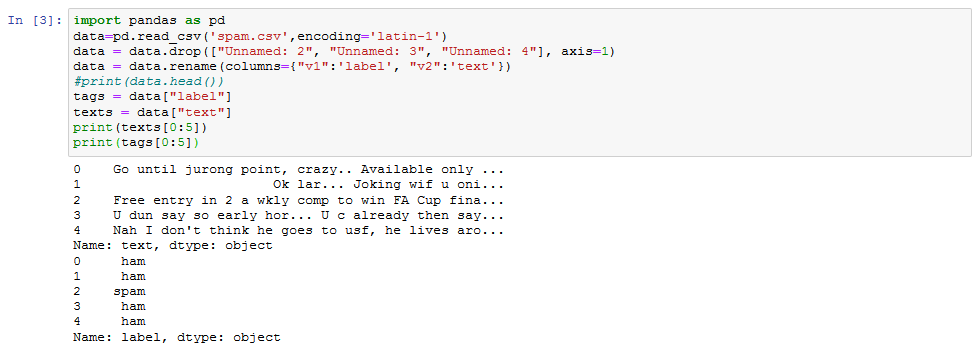 In [3]: import pandas as pd
data=pd.read_csv('spam.csv',encoding='latin-1')
data = data.drop(["Unnamed: 2", "Unnamed: 3", "Unnamed: 4"], axis=1)
data = data.rename(columns={"v1":'label', "v2":'text'})
#print(data.head())
tags = data["label"]
texts = data["text"]
print(texts[0:5])
print(tags[0:5])
0    Go until jurong point, crazy.. Available only ...
1                        Ok lar... Joking wif u oni...
2    Free entry in 2 a wkly comp to win FA Cup fina...
3    U dun say so early hor... U c already then say...
4    Nah I don't think he goes to usf, he lives aro...
Name: text, dtype: object
0     ham
1     ham
2    spam
3     ham
4     ham
Name: label, dtype: object